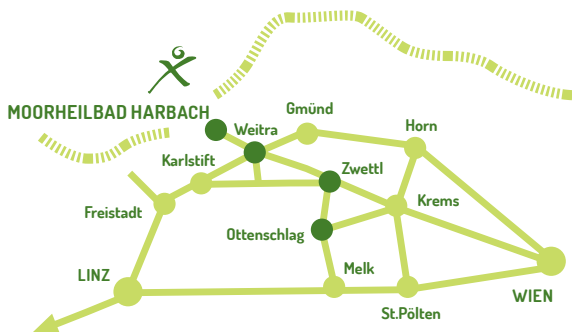 MOORHEILBAD HARBACH
Gmünd
Weitra
Horn
Karlstift
Zwettl
Freistadt
Krems
Ottenschlag
LINZ
Melk
WIEN
St.Pölten